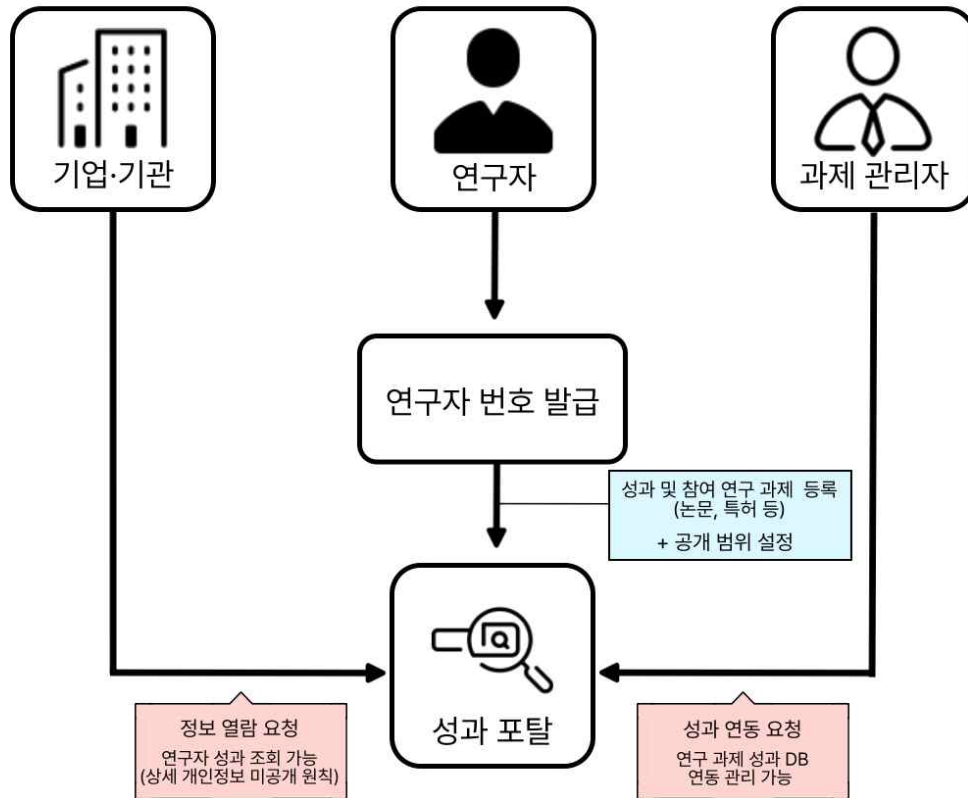 기업·기관
연구자
과제 관리자
연구자 번호 발급
성과 및 참여 연구 과제 등록
(논문, 특허 등)
+ 공개 범위 설정
성과 포탈
정보 열람 요청
연구자 성과 조회 가능
(상세 개인정보 미공개 원칙)
성과 연동 요청
연구 과제 성과 DB
연동 관리 가능